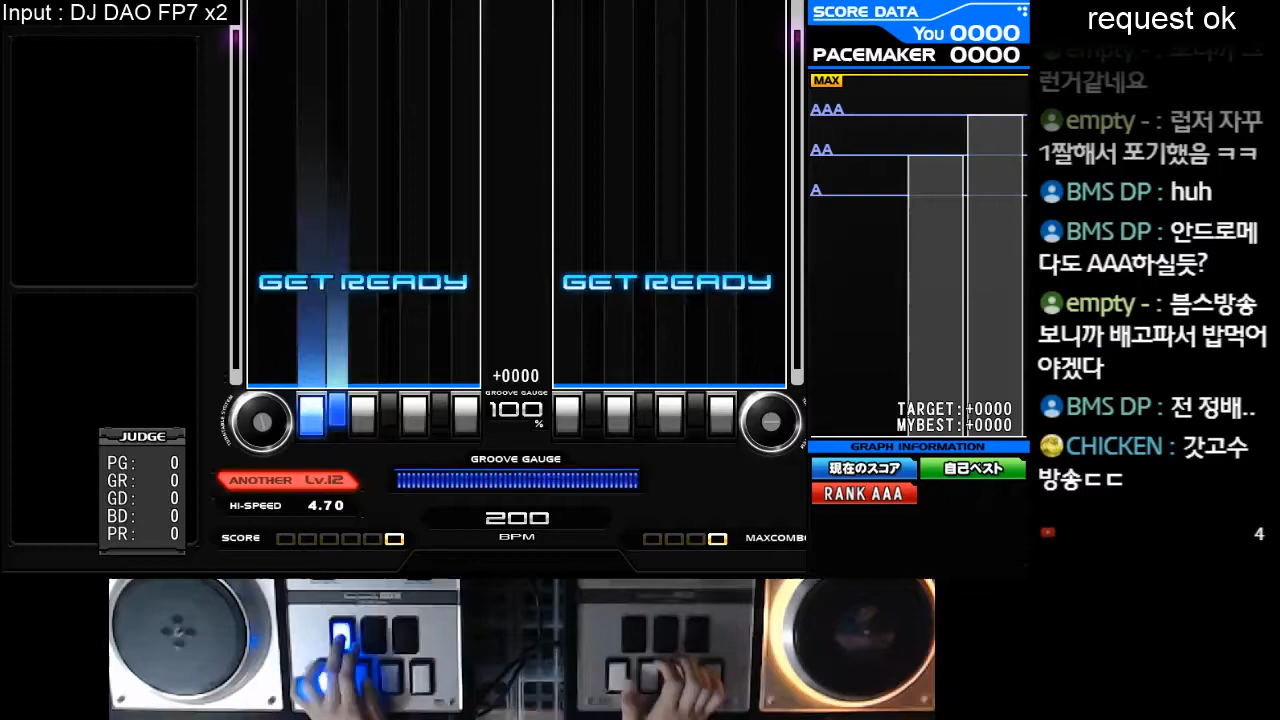 Input : DJ DAO FP7 x2
SCORE DATA
You 0000
PACEMAKER 0000
MAX
AAA
AA
A
GET READY
GET READY
+0000
GROOVE GAUGE
100
%
TARGET:+0000
MYBEST:+0000
GRAPH INFORMATION
現在のスコア
自己ベスト
RANK AAA
JUDGE
PG: 0
GR: 0
GD: 0
BD: 0
PR: 0
GROOVE GAUGE
ANOTHER Lv.12
HI-SPEED 4.70
200
BPM
SCORE
MAXCOMBO
request ok
런거같네요
empty - : 럽저 자꾸
1짤해서 포기했음 ㅋㅋ
BMS DP : huh
BMS DP : 안드로메
다도 AAA하실듯?
empty - : 븜스방송
보니까 배고파서 밥먹어
야겠다
BMS DP : 전 정배..
CHICKEN : 갓고수
방송ㄷㄷ
4